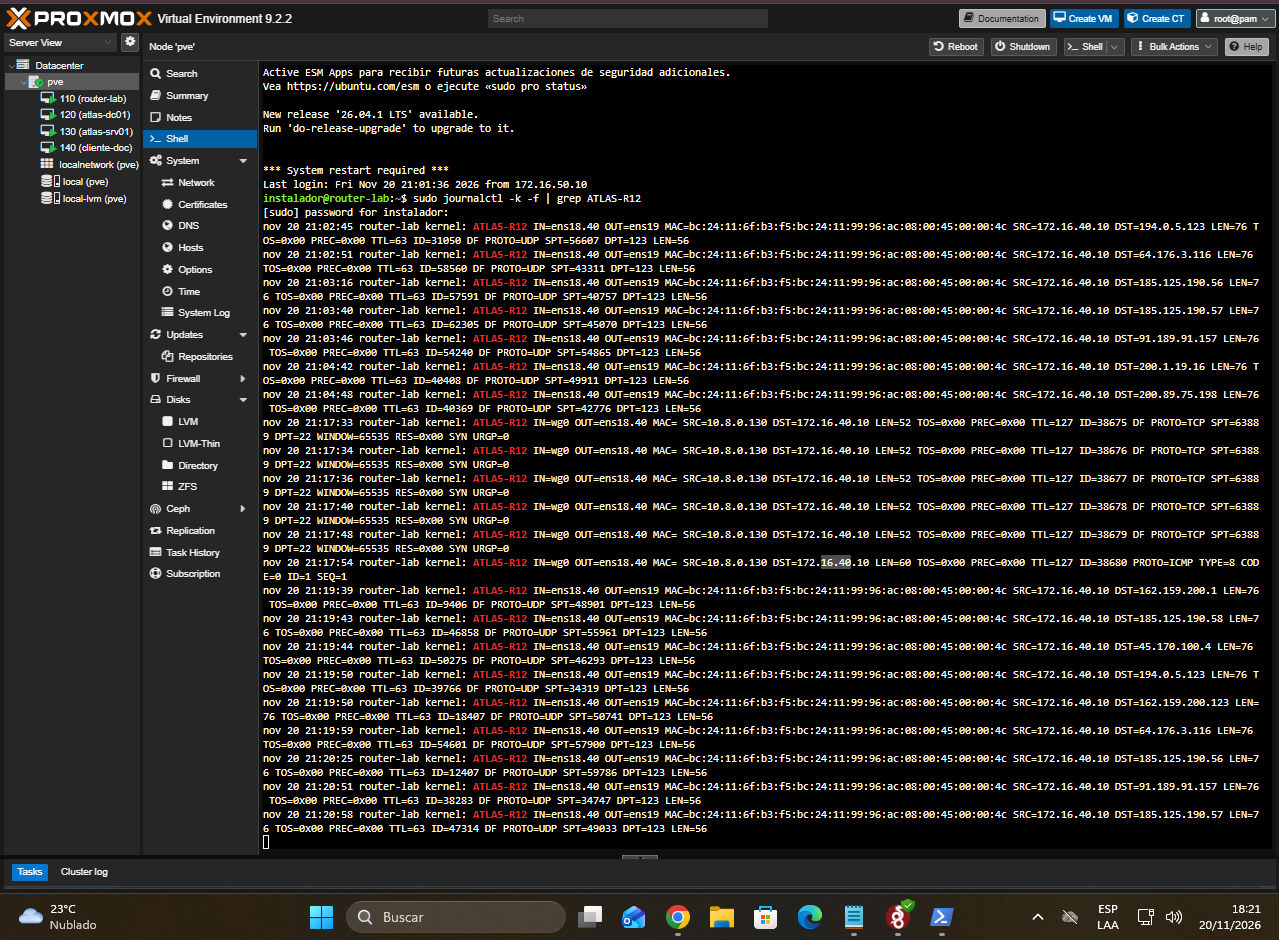 PROXMOX Virtual Environment 9.2.2
Search
Documentation
Create VM
Create CT
root@pam
Server View
Node 'pve'
Reboot
Shutdown
Shell
Bulk Actions
Help
Datacenter
pve
110 (router-lab)
120 (atlas-dc01)
130 (atlas-srv01)
140 (cliente-doc)
localnetwork (pve)
local (pve)
local-lvm (pve)
Search
Summary
Notes
Shell
System
Network
Certificates
DNS
Hosts
Options
Time
System Log
Updates
Repositories
Firewall
Disks
LVM
LVM-Thin
Directory
ZFS
Ceph
Replication
Task History
Subscription
Active ESM Apps para recibir futuras actualizaciones de seguridad adicionales.
Vea https://ubuntu.com/esm o ejecute «sudo pro status»
New release '26.04.1 LTS' available.
Run 'do-release-upgrade' to upgrade to it.
*** System restart required ***
Last login: Fri Nov 20 21:01:36 2026 from 172.16.50.10
instalador@router-lab:~$ sudo journalctl -k -f | grep ATLAS-R12
[sudo] password for instalador:
nov 20 21:02:45 router-lab kernel: ATLAS-R12 IN=ens18.40 OUT=ens19 MAC=bc:24:11:6f:b3:f5:bc:24:11:99:96:ac:08:00:45:00:00:4c SRC=172.16.40.10 DST=194.0.5.123 LEN=76 T
OS=0x00 PREC=0x00 TTL=63 ID=31050 DF PROTO=UDP SPT=56607 DPT=123 LEN=56
nov 20 21:02:51 router-lab kernel: ATLAS-R12 IN=ens18.40 OUT=ens19 MAC=bc:24:11:6f:b3:f5:bc:24:11:99:96:ac:08:00:45:00:00:4c SRC=172.16.40.10 DST=64.176.3.116 LEN=76
TOS=0x00 PREC=0x00 TTL=63 ID=58560 DF PROTO=UDP SPT=43311 DPT=123 LEN=56
nov 20 21:03:16 router-lab kernel: ATLAS-R12 IN=ens18.40 OUT=ens19 MAC=bc:24:11:6f:b3:f5:bc:24:11:99:96:ac:08:00:45:00:00:4c SRC=172.16.40.10 DST=185.125.190.56 LEN=7
6 TOS=0x00 PREC=0x00 TTL=63 ID=57591 DF PROTO=UDP SPT=40757 DPT=123 LEN=56
nov 20 21:03:40 router-lab kernel: ATLAS-R12 IN=ens18.40 OUT=ens19 MAC=bc:24:11:6f:b3:f5:bc:24:11:99:96:ac:08:00:45:00:00:4c SRC=172.16.40.10 DST=185.125.190.57 LEN=7
6 TOS=0x00 PREC=0x00 TTL=63 ID=62305 DF PROTO=UDP SPT=45070 DPT=123 LEN=56
nov 20 21:03:46 router-lab kernel: ATLAS-R12 IN=ens18.40 OUT=ens19 MAC=bc:24:11:6f:b3:f5:bc:24:11:99:96:ac:08:00:45:00:00:4c SRC=172.16.40.10 DST=91.189.91.157 LEN=76
TOS=0x00 PREC=0x00 TTL=63 ID=54240 DF PROTO=UDP SPT=54865 DPT=123 LEN=56
nov 20 21:04:42 router-lab kernel: ATLAS-R12 IN=ens18.40 OUT=ens19 MAC=bc:24:11:6f:b3:f5:bc:24:11:99:96:ac:08:00:45:00:00:4c SRC=172.16.40.10 DST=200.1.19.16 LEN=76 T
OS=0x00 PREC=0x00 TTL=63 ID=40408 DF PROTO=UDP SPT=49911 DPT=123 LEN=56
nov 20 21:04:48 router-lab kernel: ATLAS-R12 IN=ens18.40 OUT=ens19 MAC=bc:24:11:6f:b3:f5:bc:24:11:99:96:ac:08:00:45:00:00:4c SRC=172.16.40.10 DST=200.89.75.198 LEN=76
TOS=0x00 PREC=0x00 TTL=63 ID=40369 DF PROTO=UDP SPT=42776 DPT=123 LEN=56
nov 20 21:17:33 router-lab kernel: ATLAS-R12 IN=wg0 OUT=ens18.40 MAC= SRC=10.8.0.130 DST=172.16.40.10 LEN=52 TOS=0x00 PREC=0x00 TTL=127 ID=38675 DF PROTO=TCP SPT=6388
9 DPT=22 WINDOW=65535 RES=0x00 SYN URGP=0
nov 20 21:17:34 router-lab kernel: ATLAS-R12 IN=wg0 OUT=ens18.40 MAC= SRC=10.8.0.130 DST=172.16.40.10 LEN=52 TOS=0x00 PREC=0x00 TTL=127 ID=38676 DF PROTO=TCP SPT=6388
9 DPT=22 WINDOW=65535 RES=0x00 SYN URGP=0
nov 20 21:17:36 router-lab kernel: ATLAS-R12 IN=wg0 OUT=ens18.40 MAC= SRC=10.8.0.130 DST=172.16.40.10 LEN=52 TOS=0x00 PREC=0x00 TTL=127 ID=38677 DF PROTO=TCP SPT=6388
9 DPT=22 WINDOW=65535 RES=0x00 SYN URGP=0
nov 20 21:17:40 router-lab kernel: ATLAS-R12 IN=wg0 OUT=ens18.40 MAC= SRC=10.8.0.130 DST=172.16.40.10 LEN=52 TOS=0x00 PREC=0x00 TTL=127 ID=38678 DF PROTO=TCP SPT=6388
9 DPT=22 WINDOW=65535 RES=0x00 SYN URGP=0
nov 20 21:17:48 router-lab kernel: ATLAS-R12 IN=wg0 OUT=ens18.40 MAC= SRC=10.8.0.130 DST=172.16.40.10 LEN=52 TOS=0x00 PREC=0x00 TTL=127 ID=38679 DF PROTO=TCP SPT=6388
9 DPT=22 WINDOW=65535 RES=0x00 SYN URGP=0
nov 20 21:17:54 router-lab kernel: ATLAS-R12 IN=wg0 OUT=ens18.40 MAC= SRC=10.8.0.130 DST=172.16.40.10 LEN=60 TOS=0x00 PREC=0x00 TTL=127 ID=38680 PROTO=ICMP TYPE=8 COD
E=0 ID=1 SEQ=1
nov 20 21:19:39 router-lab kernel: ATLAS-R12 IN=ens18.40 OUT=ens19 MAC=bc:24:11:6f:b3:f5:bc:24:11:99:96:ac:08:00:45:00:00:4c SRC=172.16.40.10 DST=162.159.200.1 LEN=76
TOS=0x00 PREC=0x00 TTL=63 ID=9406 DF PROTO=UDP SPT=48901 DPT=123 LEN=56
nov 20 21:19:43 router-lab kernel: ATLAS-R12 IN=ens18.40 OUT=ens19 MAC=bc:24:11:6f:b3:f5:bc:24:11:99:96:ac:08:00:45:00:00:4c SRC=172.16.40.10 DST=185.125.190.58 LEN=7
6 TOS=0x00 PREC=0x00 TTL=63 ID=46858 DF PROTO=UDP SPT=55961 DPT=123 LEN=56
nov 20 21:19:44 router-lab kernel: ATLAS-R12 IN=ens18.40 OUT=ens19 MAC=bc:24:11:6f:b3:f5:bc:24:11:99:96:ac:08:00:45:00:00:4c SRC=172.16.40.10 DST=45.170.100.4 LEN=76
TOS=0x00 PREC=0x00 TTL=63 ID=50275 DF PROTO=UDP SPT=46293 DPT=123 LEN=56
nov 20 21:19:50 router-lab kernel: ATLAS-R12 IN=ens18.40 OUT=ens19 MAC=bc:24:11:6f:b3:f5:bc:24:11:99:96:ac:08:00:45:00:00:4c SRC=172.16.40.10 DST=194.0.5.123 LEN=76 T
OS=0x00 PREC=0x00 TTL=63 ID=39766 DF PROTO=UDP SPT=34319 DPT=123 LEN=56
nov 20 21:19:50 router-lab kernel: ATLAS-R12 IN=ens18.40 OUT=ens19 MAC=bc:24:11:6f:b3:f5:bc:24:11:99:96:ac:08:00:45:00:00:4c SRC=172.16.40.10 DST=162.159.200.123 LEN=
76 TOS=0x00 PREC=0x00 TTL=63 ID=18407 DF PROTO=UDP SPT=50741 DPT=123 LEN=56
nov 20 21:19:59 router-lab kernel: ATLAS-R12 IN=ens18.40 OUT=ens19 MAC=bc:24:11:6f:b3:f5:bc:24:11:99:96:ac:08:00:45:00:00:4c SRC=172.16.40.10 DST=64.176.3.116 LEN=76
TOS=0x00 PREC=0x00 TTL=63 ID=54601 DF PROTO=UDP SPT=57900 DPT=123 LEN=56
nov 20 21:20:25 router-lab kernel: ATLAS-R12 IN=ens18.40 OUT=ens19 MAC=bc:24:11:6f:b3:f5:bc:24:11:99:96:ac:08:00:45:00:00:4c SRC=172.16.40.10 DST=185.125.190.56 LEN=7
6 TOS=0x00 PREC=0x00 TTL=63 ID=12407 DF PROTO=UDP SPT=59786 DPT=123 LEN=56
nov 20 21:20:51 router-lab kernel: ATLAS-R12 IN=ens18.40 OUT=ens19 MAC=bc:24:11:6f:b3:f5:bc:24:11:99:96:ac:08:00:45:00:00:4c SRC=172.16.40.10 DST=91.189.91.157 LEN=76
TOS=0x00 PREC=0x00 TTL=63 ID=38283 DF PROTO=UDP SPT=34747 DPT=123 LEN=56
nov 20 21:20:58 router-lab kernel: ATLAS-R12 IN=ens18.40 OUT=ens19 MAC=bc:24:11:6f:b3:f5:bc:24:11:99:96:ac:08:00:45:00:00:4c SRC=172.16.40.10 DST=185.125.190.57 LEN=7
6 TOS=0x00 PREC=0x00 TTL=63 ID=47314 DF PROTO=UDP SPT=49033 DPT=123 LEN=56
Tasks
Cluster log
23°C
Nublado
Buscar
ESP
LAA
18:21
20/11/2026